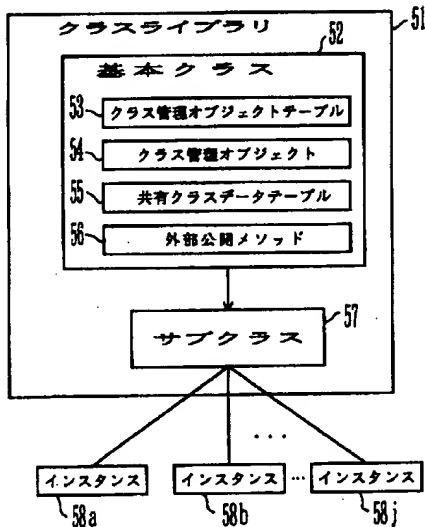 クラスライブラリ
51
52
基本クラス
53 クラス管理オブジェクトテーブル
54 クラス管理オブジェクト
55 共有クラスデータテーブル
56 外部公開メソッド
57
サブクラス
...
インスタンス インスタンス ... インスタンス
58a 58b 58j